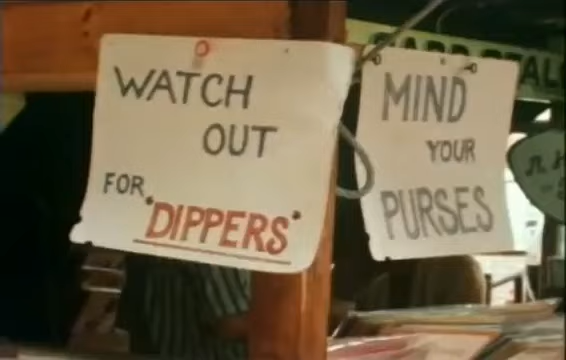 WATCH
OUT
FOR
"DIPPERS"
MIND
YOUR
PURSES